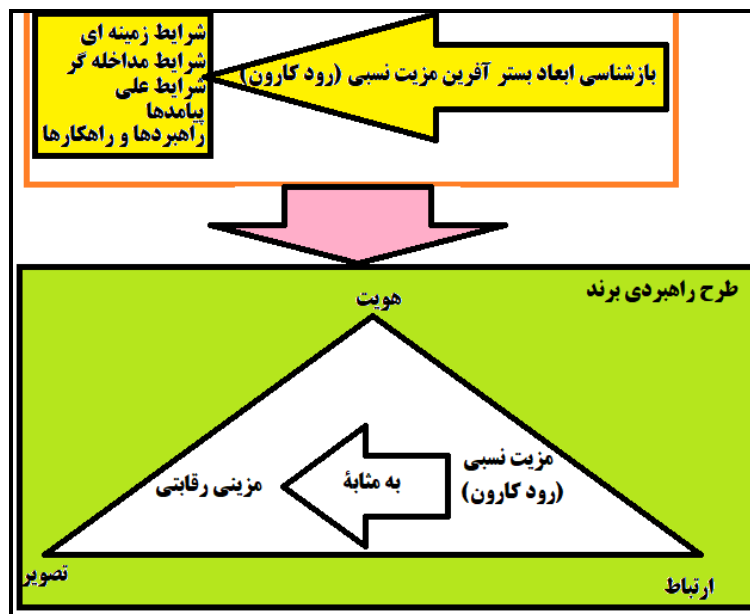 بازشناسی ابعاد بستر آفرین مزیت نسبی (رود کارون)
شرایط زمینه ای
شرایط مداخله گر
شرایط علی
پیامدها
راهبردها و راهکارها
طرح راهبردی برند
هویت
مزیت نسبی
(رود کارون)
به مثابۀ
مزینی رقابتی
ارتباط
تصویر